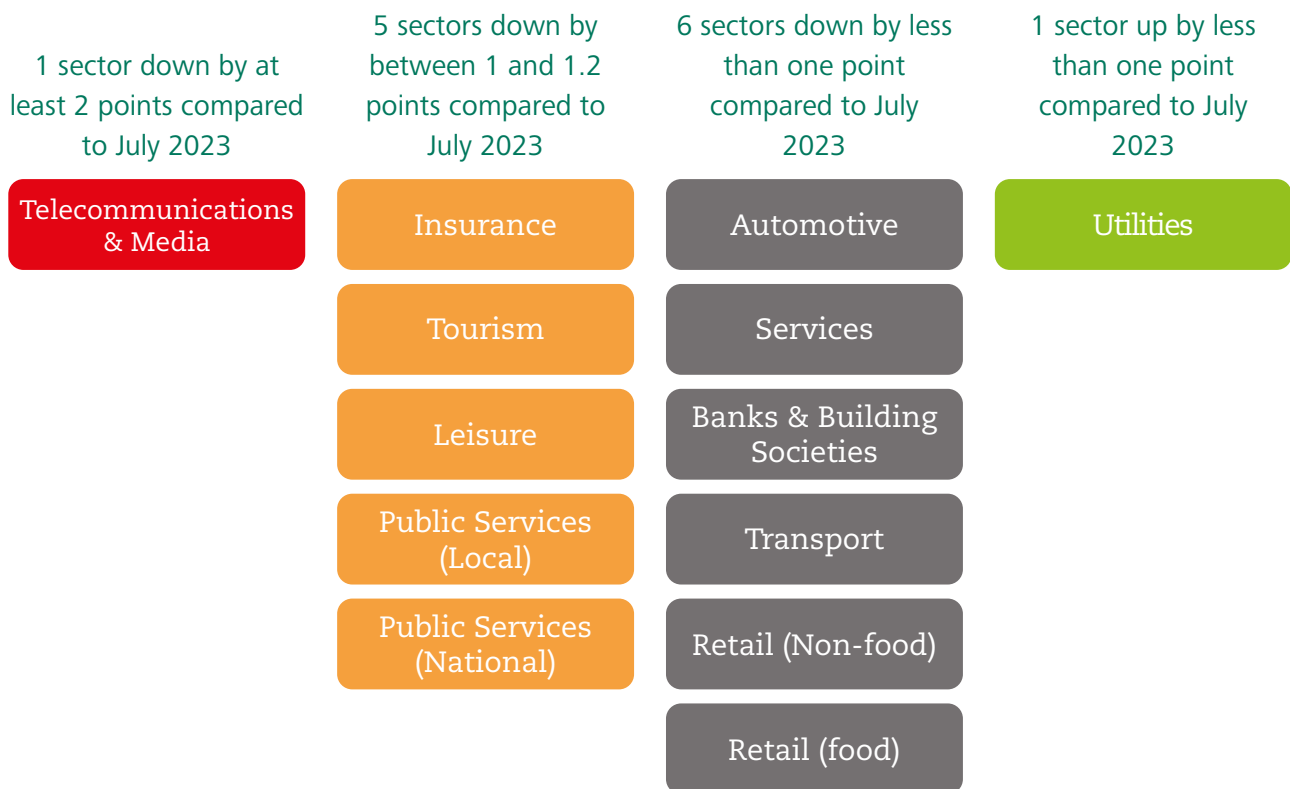 1 sector down by at
least 2 points compared
to July 2023
Telecommunications
& Media
5 sectors down by
between 1 and 1.2
points compared to
July 2023
Insurance
Tourism
Leisure
Public Services
(Local)
Public Services
(National)
6 sectors down by less
than one point
compared to July
2023
Automotive
Services
Banks & Building
Societies
Transport
Retail (Non-food)
Retail (food)
1 sector up by less
than one point
compared to July
2023
Utilities